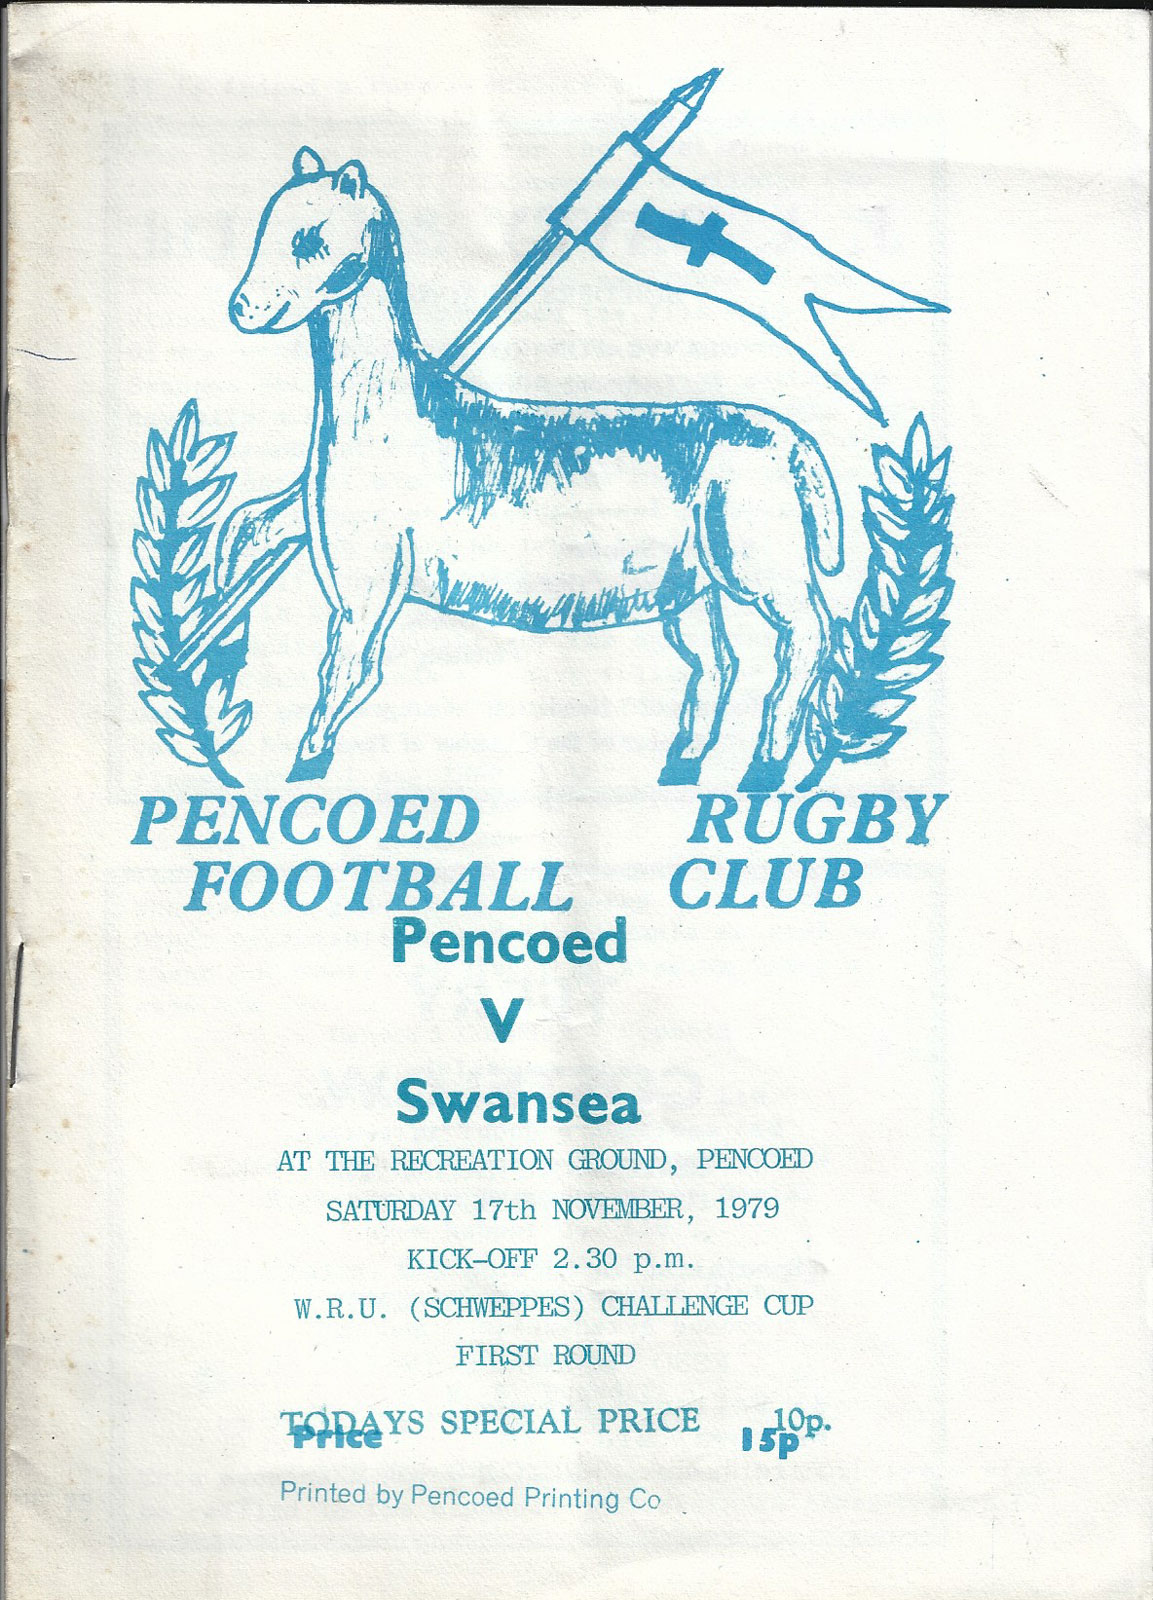 PENCOED RUGBY
FOOTBALL CLUB
Pencoed
V
Swansea
AT THE RECREATION GROUND, PENCOED
SATURDAY 17th NOVEMBER, 1979
KICK-OFF 2.30 p.m.
W.R.U. (SCHWEPPES) CHALLENGE CUP
FIRST ROUND
TODAYS SPECIAL PRICE 10p.
Price 15p
Printed by Pencoed Printing Co